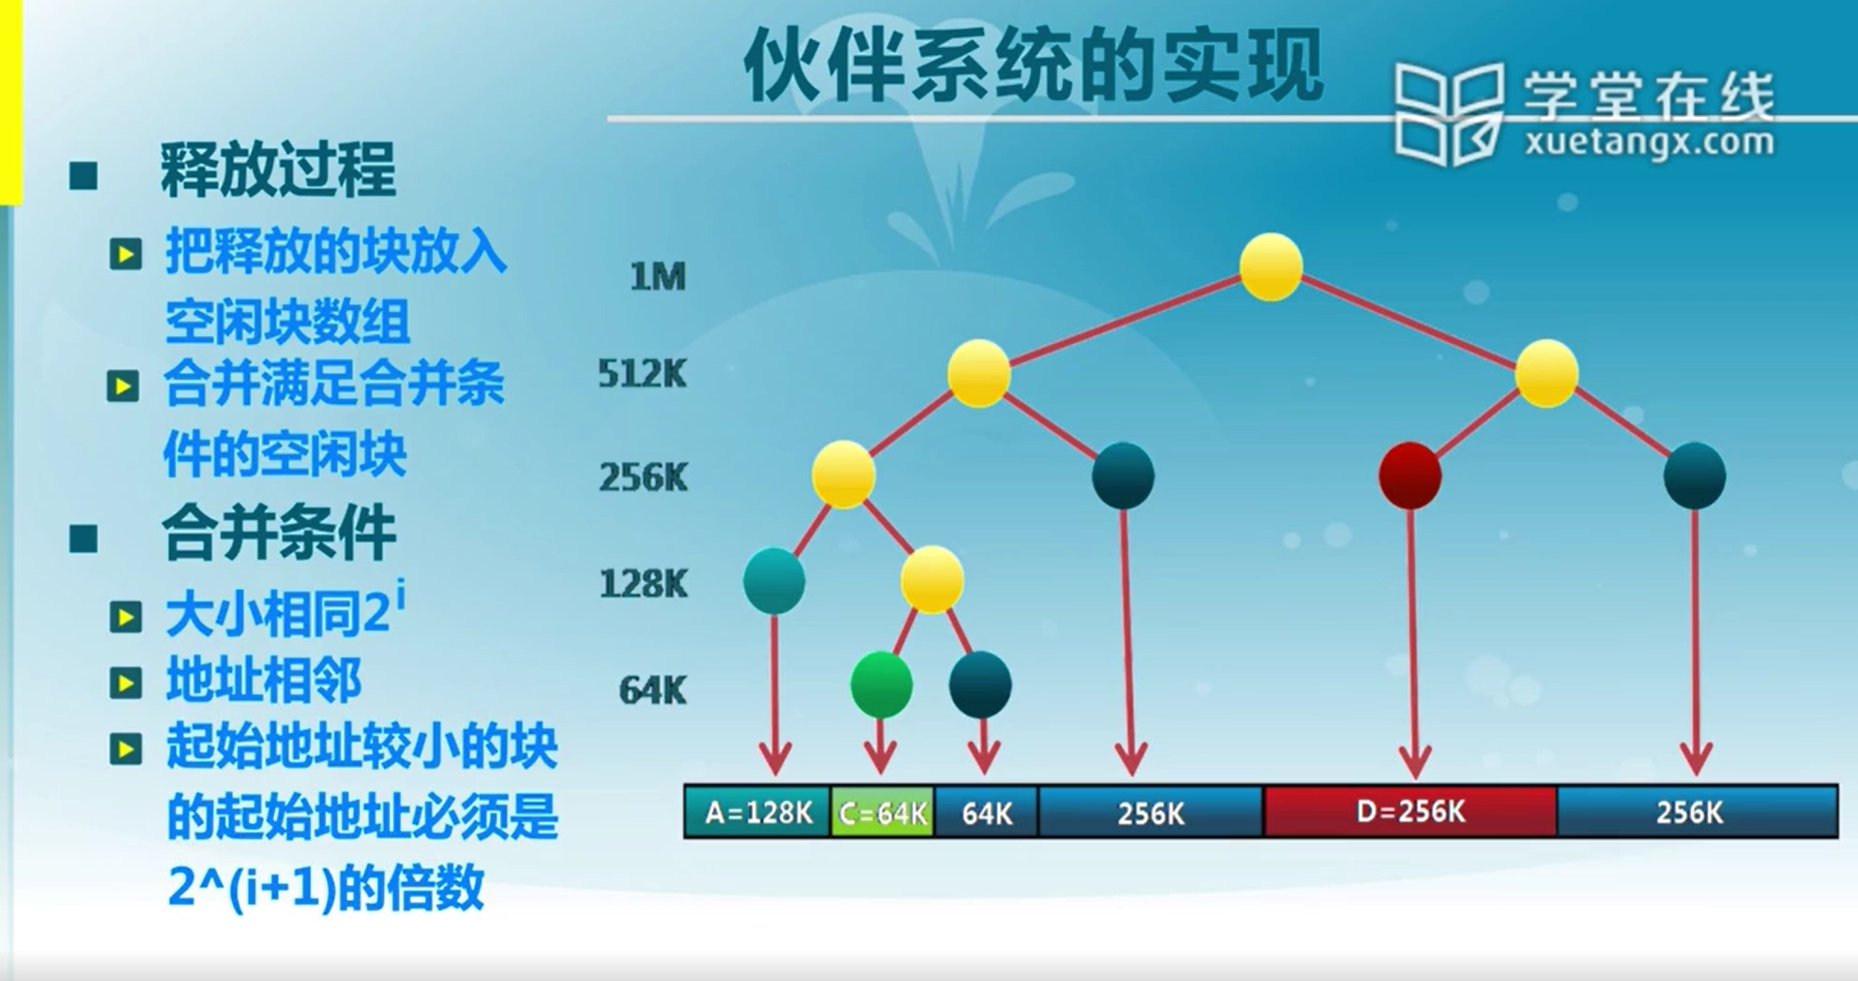 伙伴系统的实现
学堂在线
xuetangx.com
释放过程
把释放的块放入
空闲块数组
合并满足合并条
件的空闲块
合并条件
大小相同2^i
地址相邻
起始地址较小的块
的起始地址必须是
2^(i+1)的倍数
1M
512K
256K
128K
64K
A=128K C=64K 64K 256K D=256K 256K